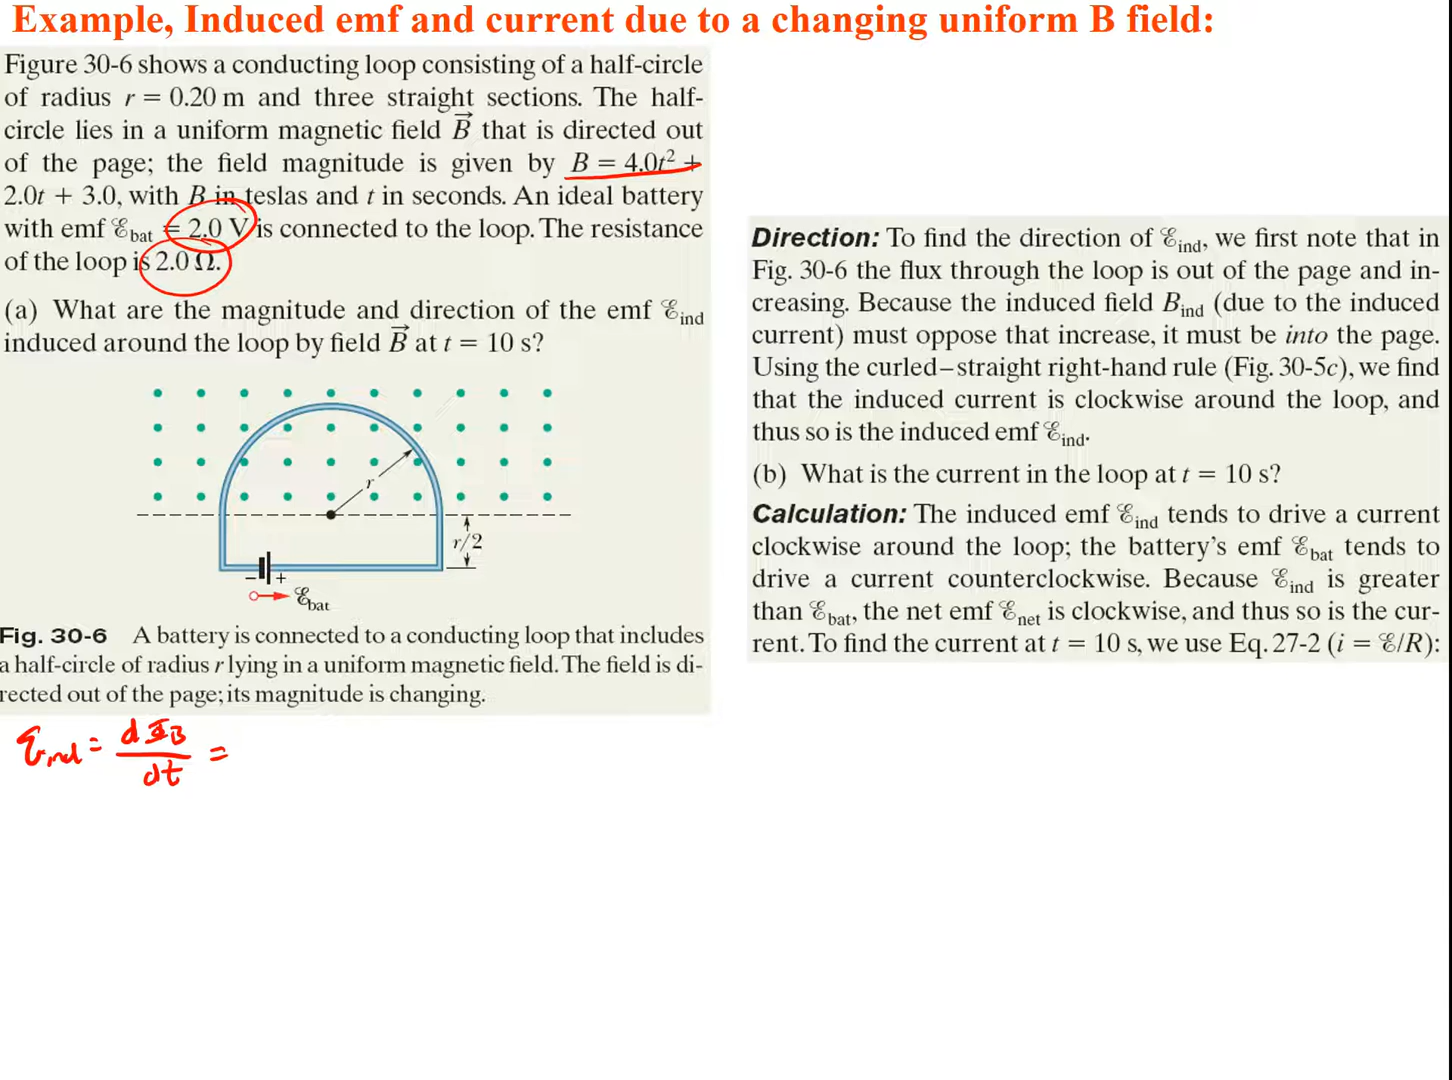 Example, Induced emf and current due to a changing uniform B field:
Figure 30-6 shows a conducting loop consisting of a half-circle
of radius r = 0.20 m and three straight sections. The half-
circle lies in a uniform magnetic field B⃗ that is directed out
of the page; the field magnitude is given by B = 4.0t² +
2.0t + 3.0, with B in teslas and t in seconds. An ideal battery
with emf ℰbat = 2.0 V is connected to the loop. The resistance
of the loop is 2.0 Ω.
(a) What are the magnitude and direction of the emf ℰind
induced around the loop by field B⃗ at t = 10 s?
r
r/2
− +
ℰbat
Fig. 30-6 A battery is connected to a conducting loop that includes
a half-circle of radius r lying in a uniform magnetic field. The field is di-
rected out of the page; its magnitude is changing.
ℰind = dΦB/dt =
Direction: To find the direction of ℰind, we first note that in
Fig. 30-6 the flux through the loop is out of the page and in-
creasing. Because the induced field Bind (due to the induced
current) must oppose that increase, it must be into the page.
Using the curled–straight right-hand rule (Fig. 30-5c), we find
that the induced current is clockwise around the loop, and
thus so is the induced emf ℰind.
(b) What is the current in the loop at t = 10 s?
Calculation: The induced emf ℰind tends to drive a current
clockwise around the loop; the battery's emf ℰbat tends to
drive a current counterclockwise. Because ℰind is greater
than ℰbat, the net emf ℰnet is clockwise, and thus so is the cur-
rent. To find the current at t = 10 s, we use Eq. 27-2 (i = ℰ/R):